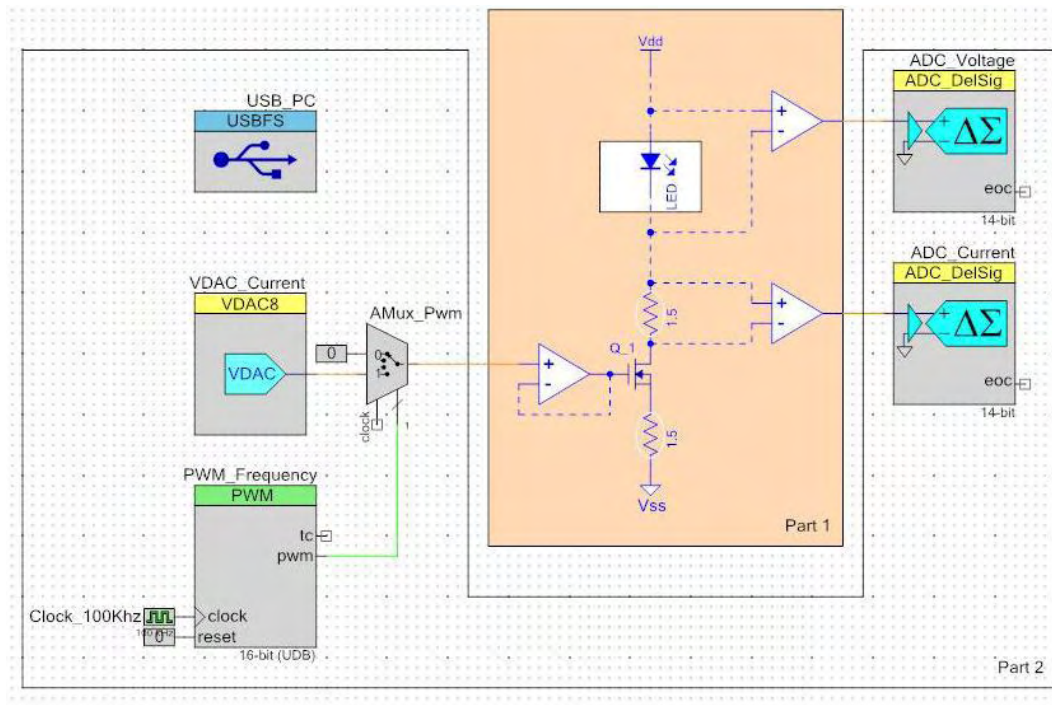 USB_PC
USBFS
VDAC_Current
VDAC8
VDAC
AMux_Pwm
0
0
1
clock
1
PWM_Frequency
PWM
tc
pwm
Clock_100Khz
clock
100 KHz
0
reset
16-bit (UDB)
Vdd
+
-
LED
+
-
1.5
Q_1
+
-
1.5
Vss
Part 1
ADC_Voltage
ADC_DelSig
+
-
ΔΣ
eoc
14-bit
ADC_Current
ADC_DelSig
+
-
ΔΣ
eoc
14-bit
Part 2